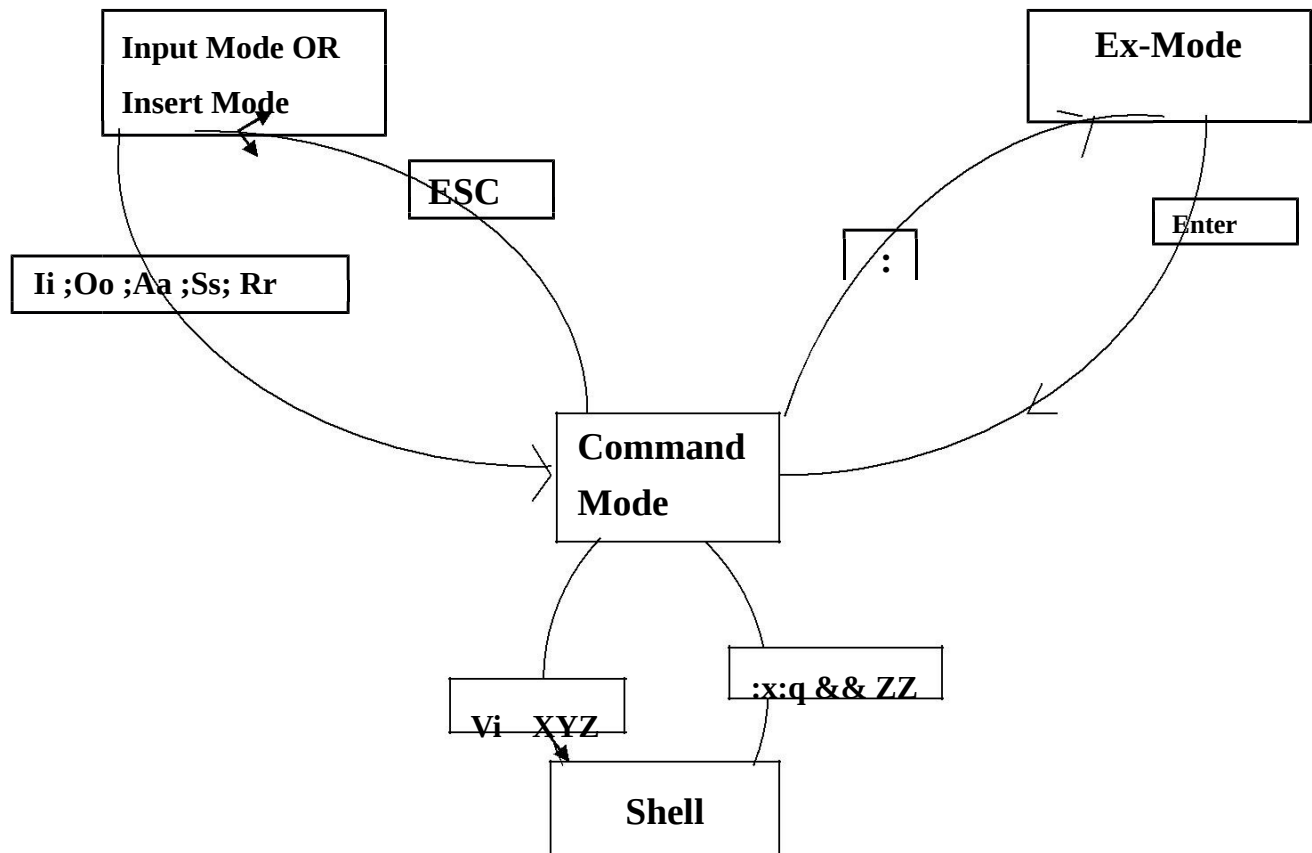 Input Mode OR
Insert Mode
Ex-Mode
ESC
Enter
:
Ii ;Oo ;Aa ;Ss; Rr
Command
Mode
:x:q && ZZ
Vi XYZ
Shell